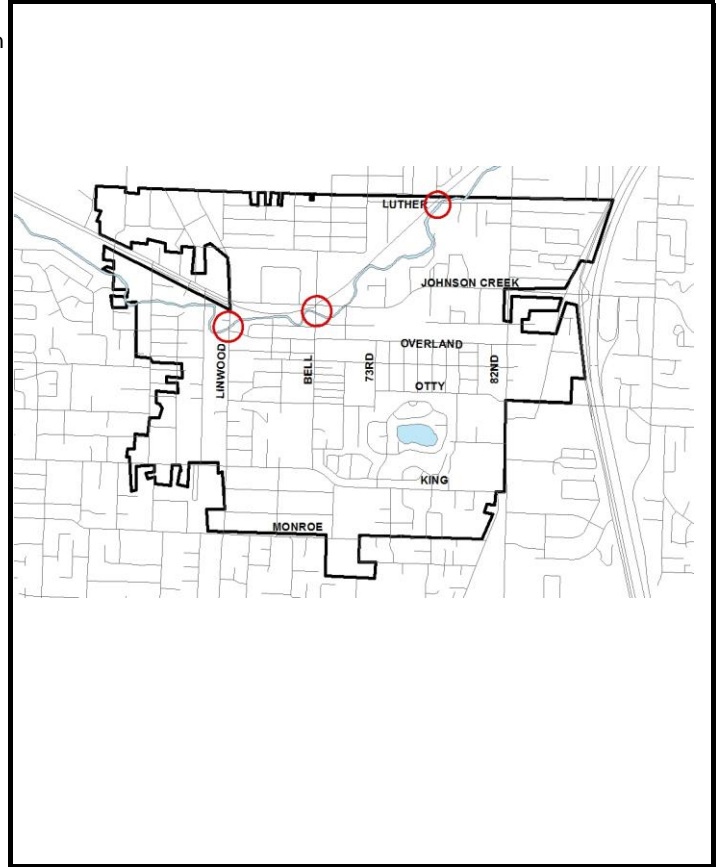 n
LUTHER
JOHNSON CREEK
OVERLAND
LINWOOD
BELL
73RD
82ND
OTTY
KING
MONROE